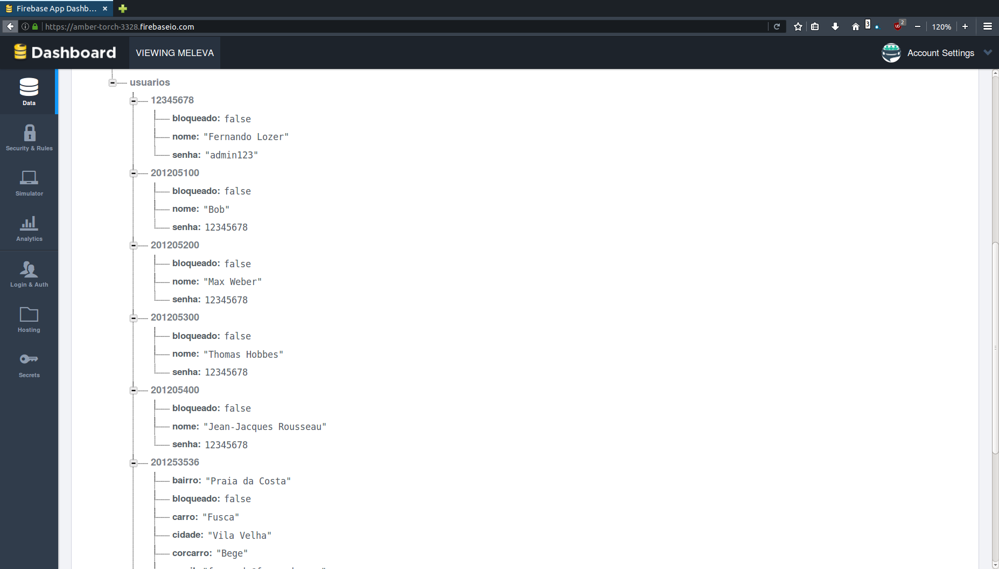 Firebase App Dashb...
https://amber-torch-3328.firebaseio.com
3
2
120%
Dashboard
VIEWING MELEVA
Account Settings
Data
Security & Rules
Simulator
Analytics
Login & Auth
Hosting
Secrets
usuarios
12345678
bloqueado: false
nome: "Fernando Lozer"
senha: "admin123"
201205100
bloqueado: false
nome: "Bob"
senha: 12345678
201205200
bloqueado: false
nome: "Max Weber"
senha: 12345678
201205300
bloqueado: false
nome: "Thomas Hobbes"
senha: 12345678
201205400
bloqueado: false
nome: "Jean-Jacques Rousseau"
senha: 12345678
201253536
bairro: "Praia da Costa"
bloqueado: false
carro: "Fusca"
cidade: "Vila Velha"
corcarro: "Bege"